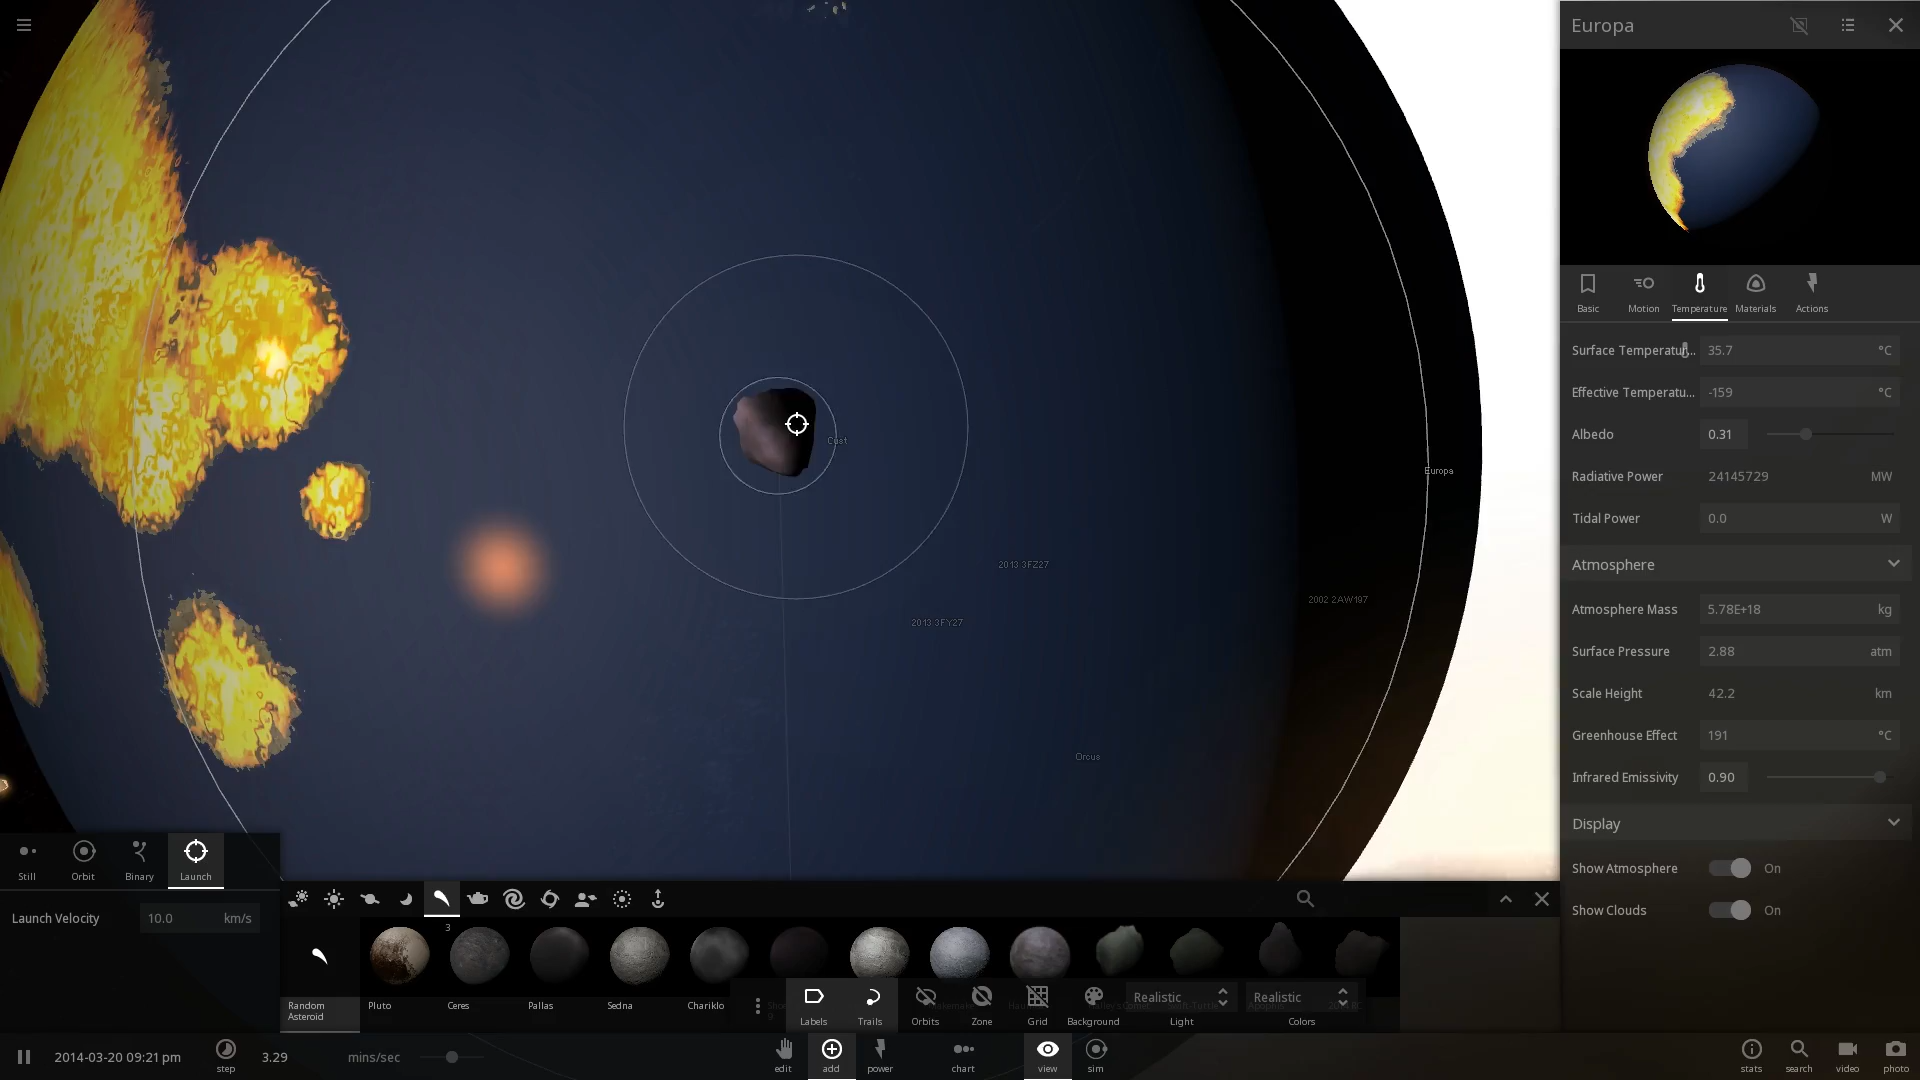 Europa
Basic
Motion
Temperature
Materials
Actions
Surface Temperatur...
35.7
°C
Effective Temperatu...
-159
°C
Albedo
0.31
Radiative Power
24145729
MW
Tidal Power
0.0
W
Atmosphere
Atmosphere Mass
5.78E+18
kg
Surface Pressure
2.88
atm
Scale Height
42.2
km
Greenhouse Effect
191
°C
Infrared Emissivity
0.90
Display
Show Atmosphere
On
Show Clouds
On
Europa
2013 3FZ27
2002 2AW197
2013 3FY27
Orcus
Still
Orbit
Binary
Launch
Launch Velocity
10.0
km/s
3
Random
Asteroid
Pluto
Ceres
Pallas
Sedna
Chariklo
Labels
Trails
Orbits
Zone
Grid
Background
Realistic
Light
Realistic
Colors
2014-03-20 09:21 pm
step
3.29
mins/sec
edit
add
power
chart
view
sim
stats
search
video
photo